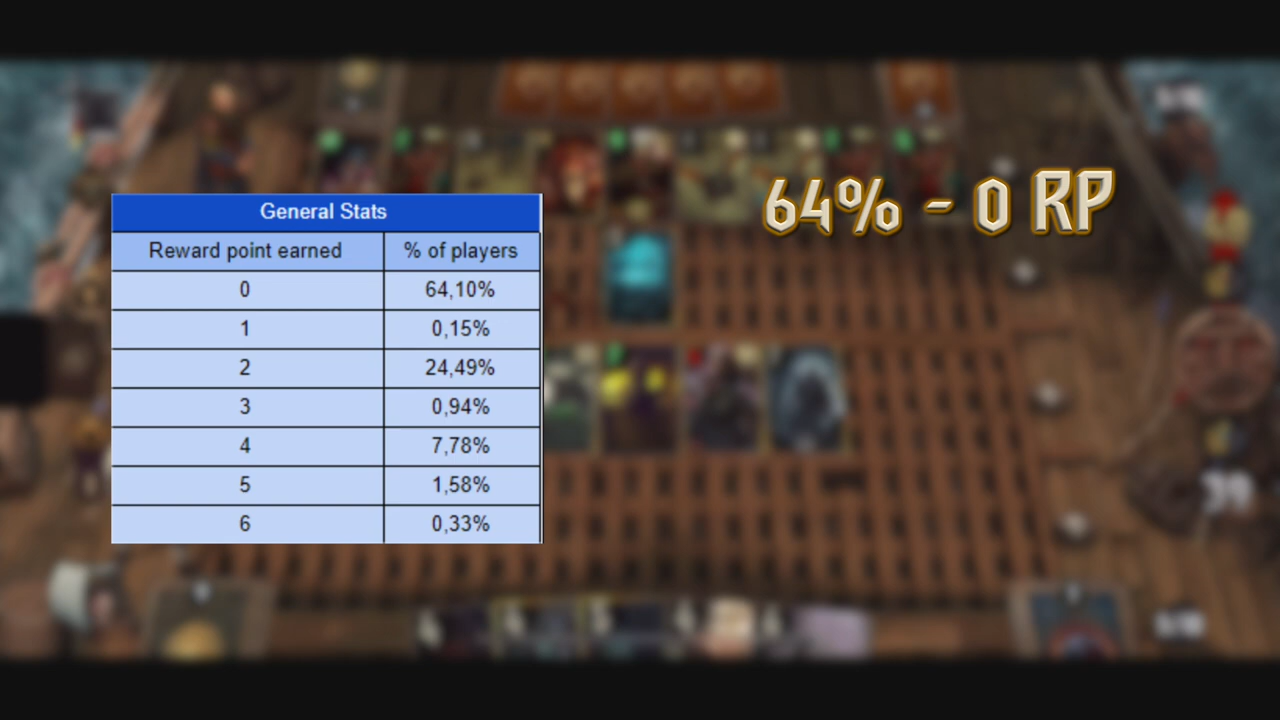 64% - 0 RP
General Stats
Reward point earned % of players
0 64,10%
1 0,15%
2 24,49%
3 0,94%
4 7,78%
5 1,58%
6 0,33%